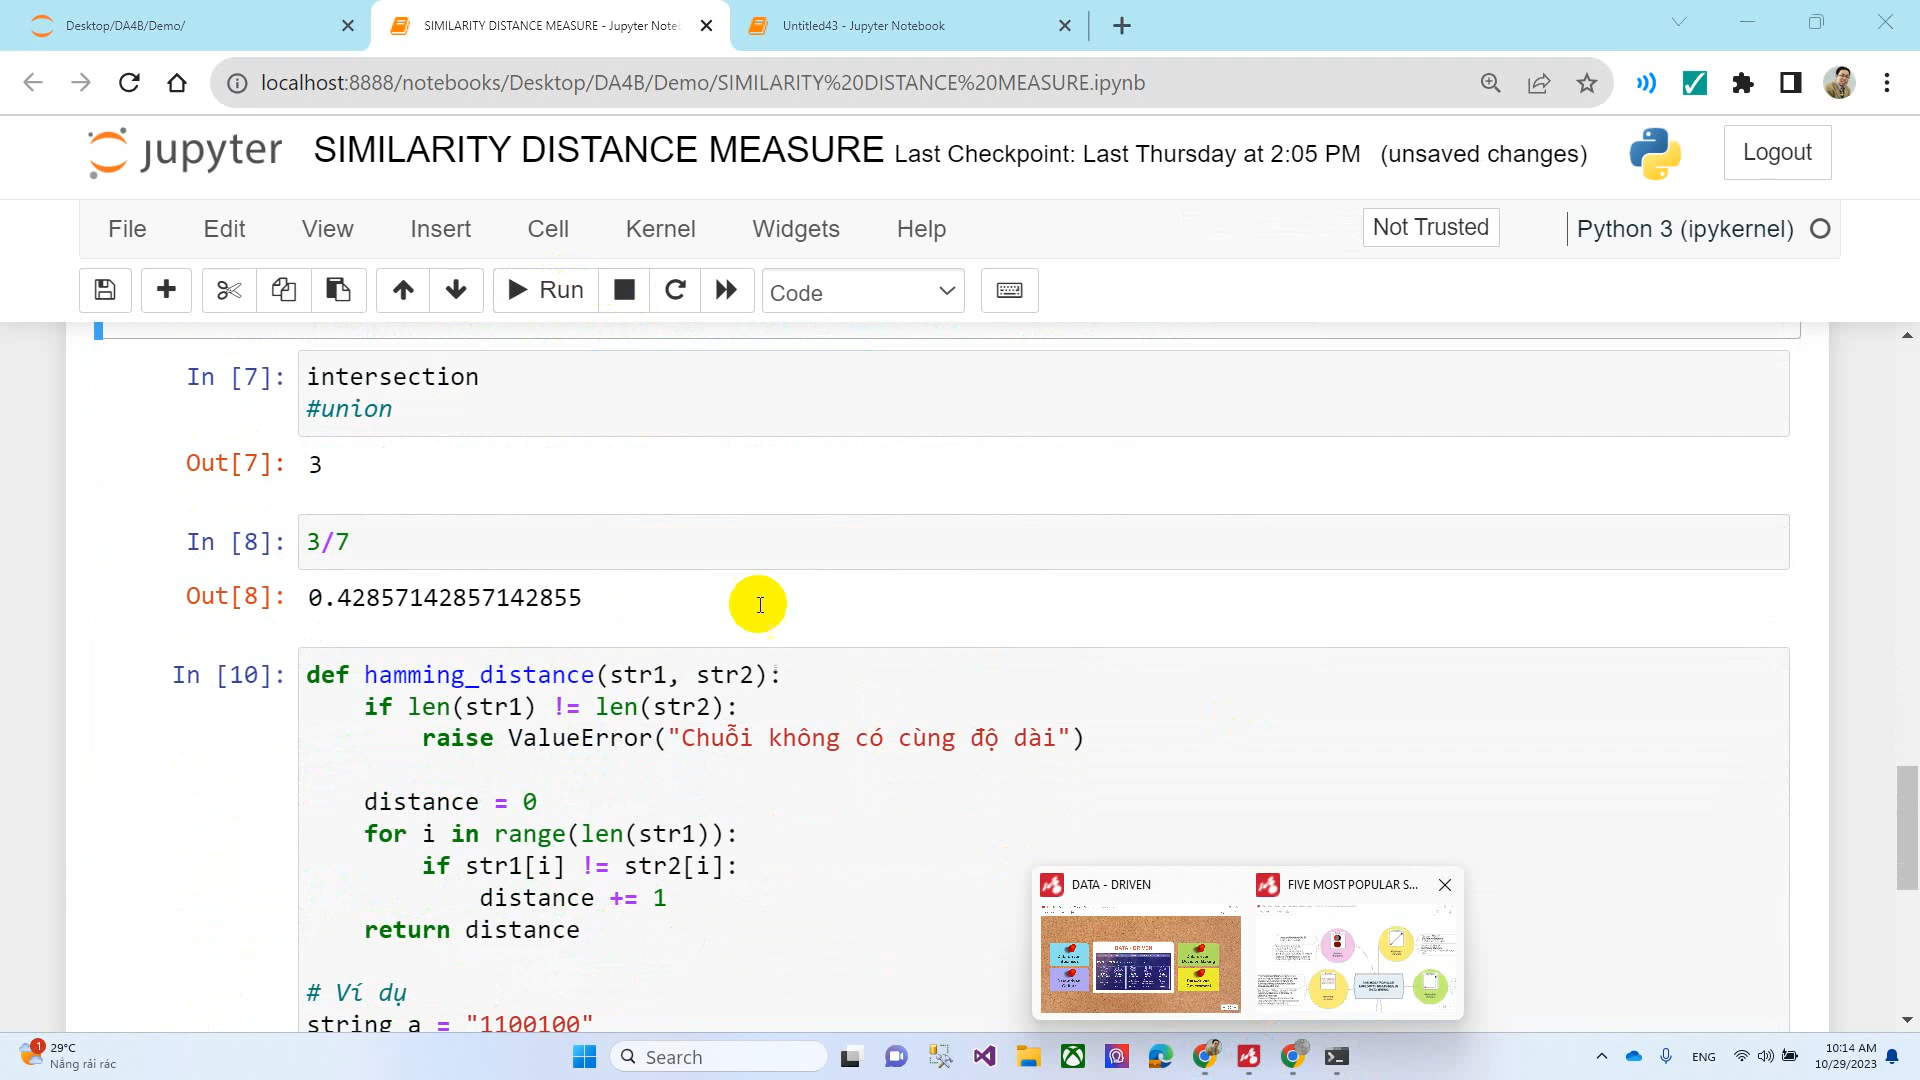 Desktop/DA4B/Demo/
SIMILARITY DISTANCE MEASURE - Jupyter Note
Untitled43 - Jupyter Notebook
localhost:8888/notebooks/Desktop/DA4B/Demo/SIMILARITY%20DISTANCE%20MEASURE.ipynb
jupyter SIMILARITY DISTANCE MEASURE Last Checkpoint: Last Thursday at 2:05 PM (unsaved changes)
Logout
File Edit View Insert Cell Kernel Widgets Help
Not Trusted
Python 3 (ipykernel)
Run
Code
In [7]: intersection
#union
Out[7]: 3
In [8]: 3/7
Out[8]: 0.42857142857142855
In [10]: def hamming_distance(str1, str2):
if len(str1) != len(str2):
raise ValueError("Chuỗi không có cùng độ dài")
distance = 0
for i in range(len(str1)):
if str1[i] != str2[i]:
distance += 1
return distance
# Ví dụ
string a = "1100100"
DATA - DRIVEN
FIVE MOST POPULAR S...
DATA - DRIVEN
1
29°C
Nắng rải rác
Search
ENG
10:14 AM
10/29/2023